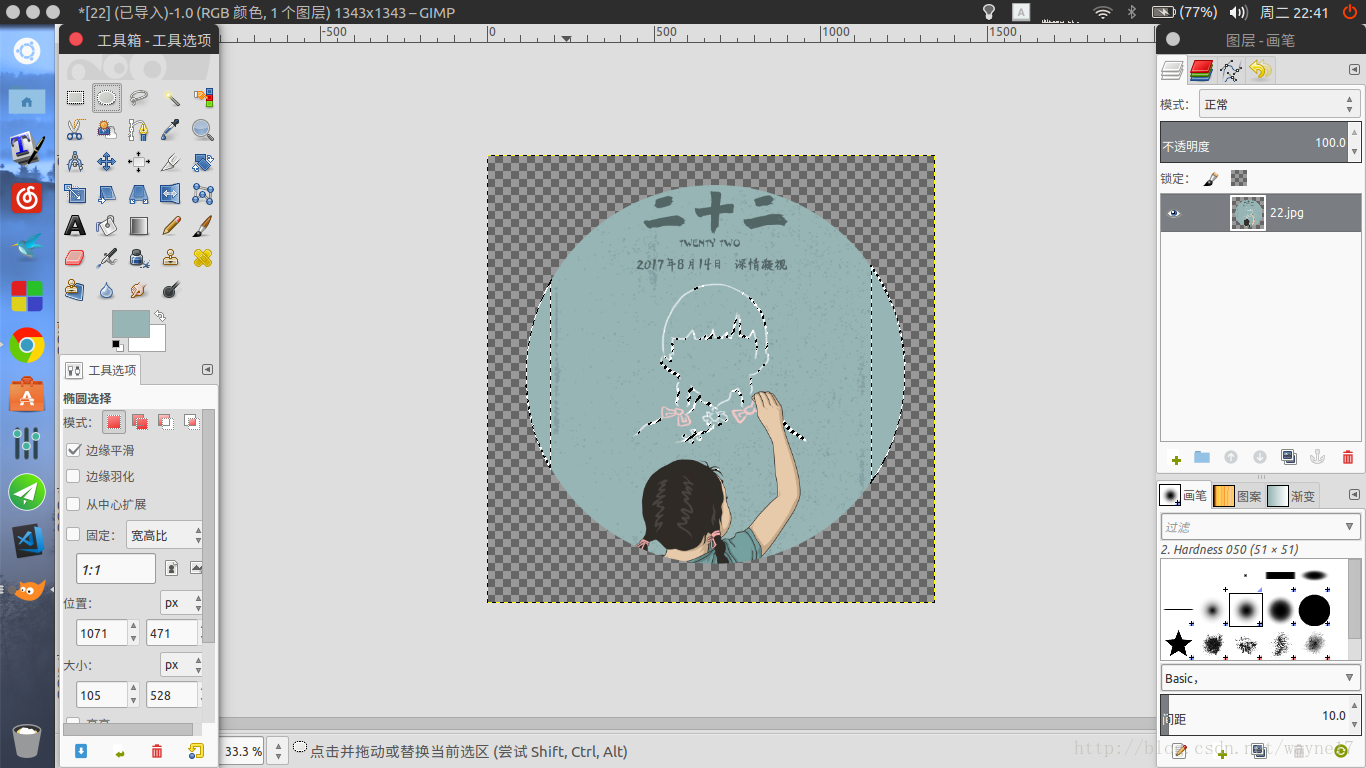 *[22] (已导入)-1.0 (RGB 颜色, 1 个图层) 1343x1343 – GIMP
A
(77%)
周二 22:41
工具箱 - 工具选项
-500
0
500
1000
1500
图层 - 画笔
模式:
正常
不透明度
100.0
锁定:
22.jpg
二十二
TWENTY TWO
2017年8月14日 深情凝视
工具选项
椭圆选择
模式:
边缘平滑
边缘羽化
从中心扩展
固定:
宽高比
1:1
位置:
px
1071
471
大小:
px
105
528
画笔
图案
渐变
过滤
2. Hardness 050 (51 × 51)
Basic,
间距
10.0
33.3 %
点击并拖动或替换当前选区 (尝试 Shift, Ctrl, Alt)
http://blog.csdn.net/wayne17